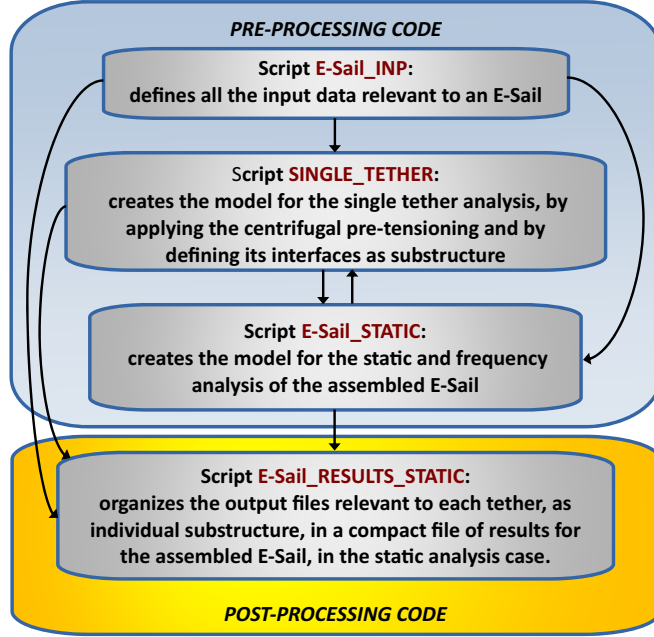 PRE-PROCESSING CODE
Script E-Sail_INP:
defines all the input data relevant to an E-Sail
Script SINGLE_TETHER:
creates the model for the single tether analysis, by
applying the centrifugal pre-tensioning and by
defining its interfaces as substructure
Script E-Sail_STATIC:
creates the model for the static and frequency
analysis of the assembled E-Sail
Script E-Sail_RESULTS_STATIC:
organizes the output files relevant to each tether, as
individual substructure, in a compact file of results for
the assembled E-Sail, in the static analysis case.
POST-PROCESSING CODE